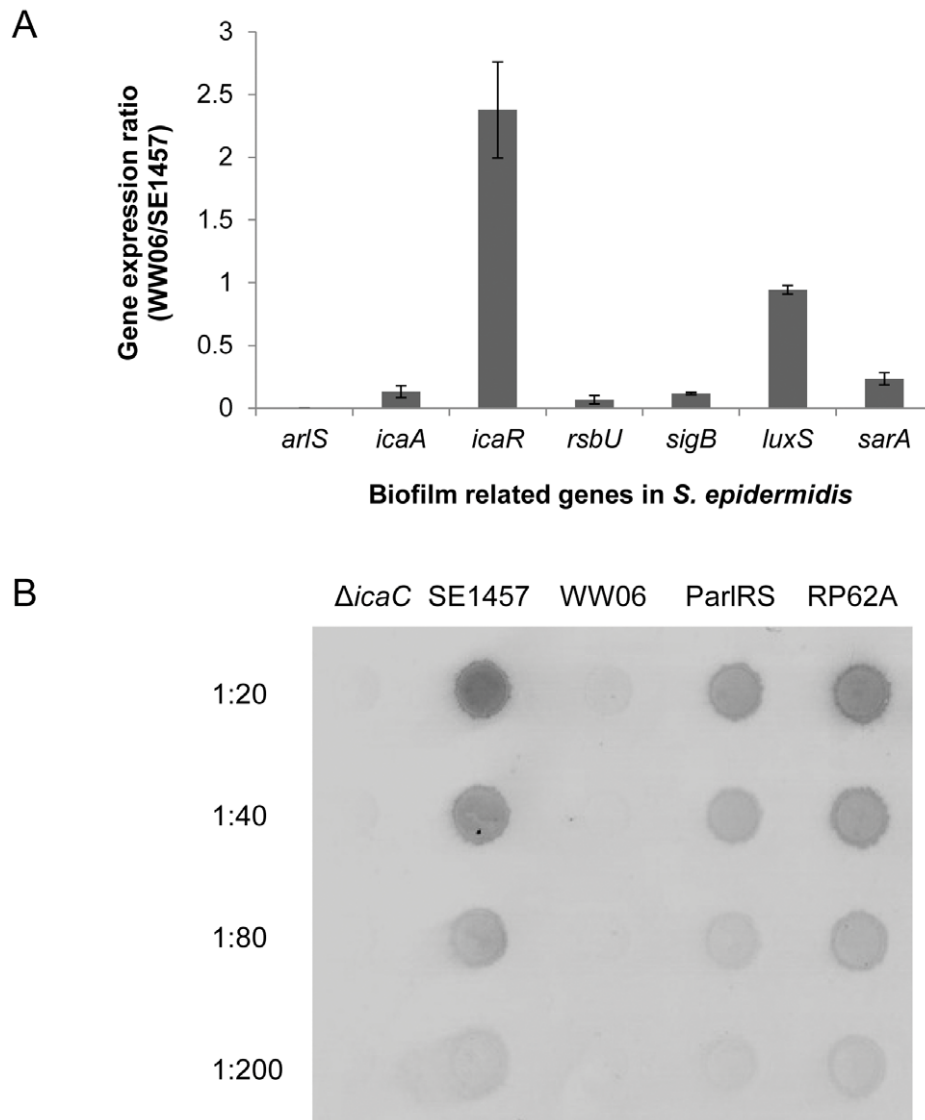 A
3
2.5
2
1.5
1
0.5
0
Gene expression ratio
(WW06/SE1457)
arlS icaA icaR rsbU sigB luxS sarA
Biofilm related genes in S. epidermidis
B
ΔicaC SE1457 WW06 ParlRS RP62A
1:20
1:40
1:80
1:200